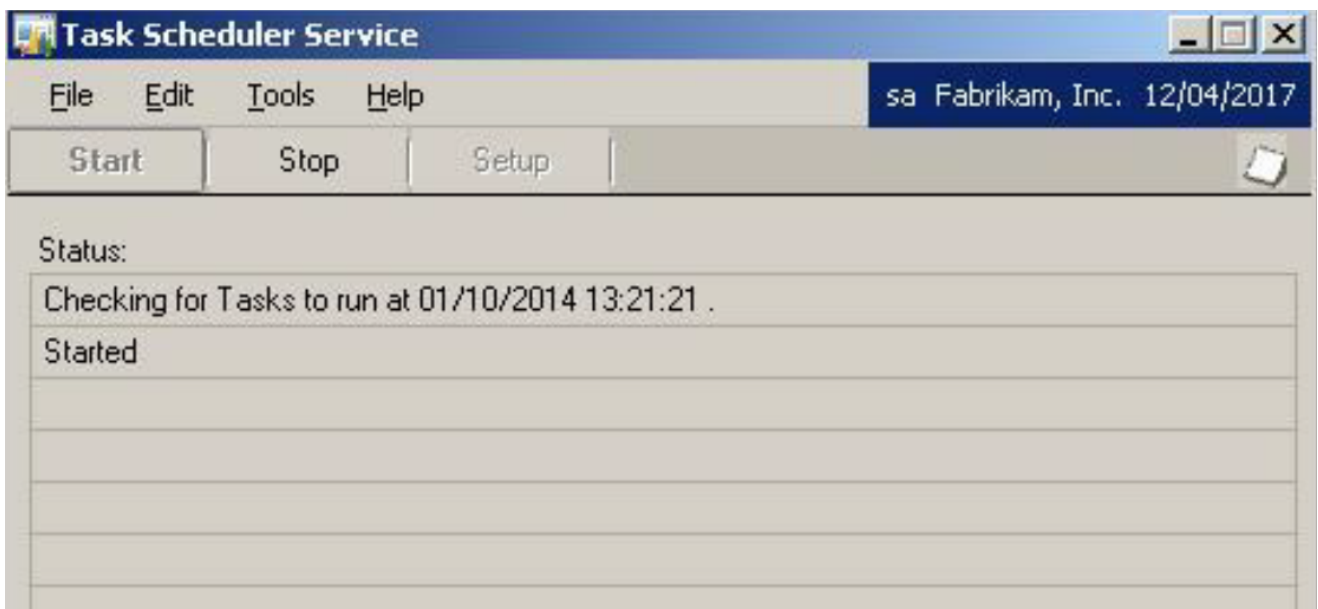 Task Scheduler Service
File Edit Tools Help sa Fabrikam, Inc. 12/04/2017
Start Stop Setup
Status:
Checking for Tasks to run at 01/10/2014 13:21:21 .
Started